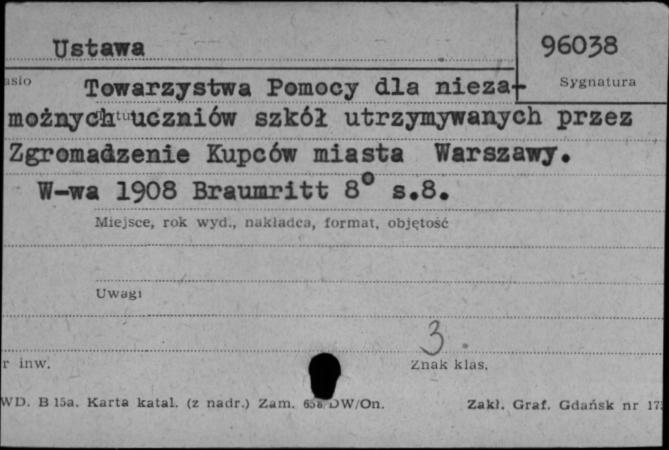 Ustawa 96038
asło Towarzystwa Pomocy dla nieza- Sygnatura
możnych uczniów szkół utrzymywanych przez
Zgromadzenie Kupców miasta Warszawy.
W-wa 1908 Braumritt 8° s.8.
Miejsce, rok wyd., nakładca, format, objętość
Uwagi
3.
r inw. Znak klas.
WD. B 15a. Karta katal. (z nadr.) Zam. DW/On. Zakł. Graf. Gdańsk nr